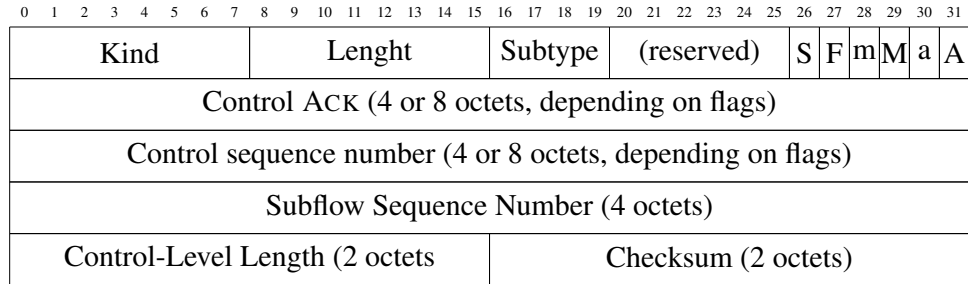 0 1 2 3 4 5 6 7 8 9 10 11 12 13 14 15 16 17 18 19 20 21 22 23 24 25 26 27 28 29 30 31
Kind Lenght Subtype (reserved) S F m M a A
Control ACK (4 or 8 octets, depending on flags)
Control sequence number (4 or 8 octets, depending on flags)
Subflow Sequence Number (4 octets)
Control-Level Length (2 octets Checksum (2 octets)